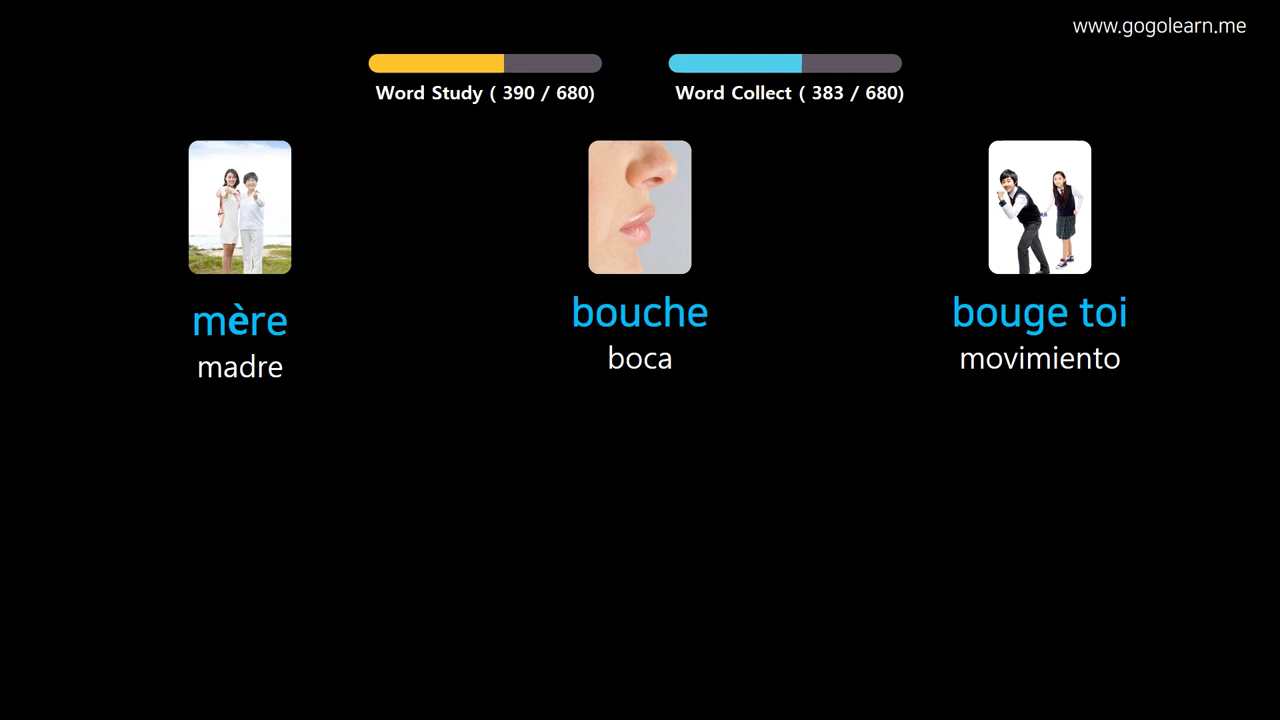 www.gogolearn.me
Word Study ( 390 / 680)
Word Collect ( 383 / 680)
mère
madre
bouche
boca
bouge toi
movimiento